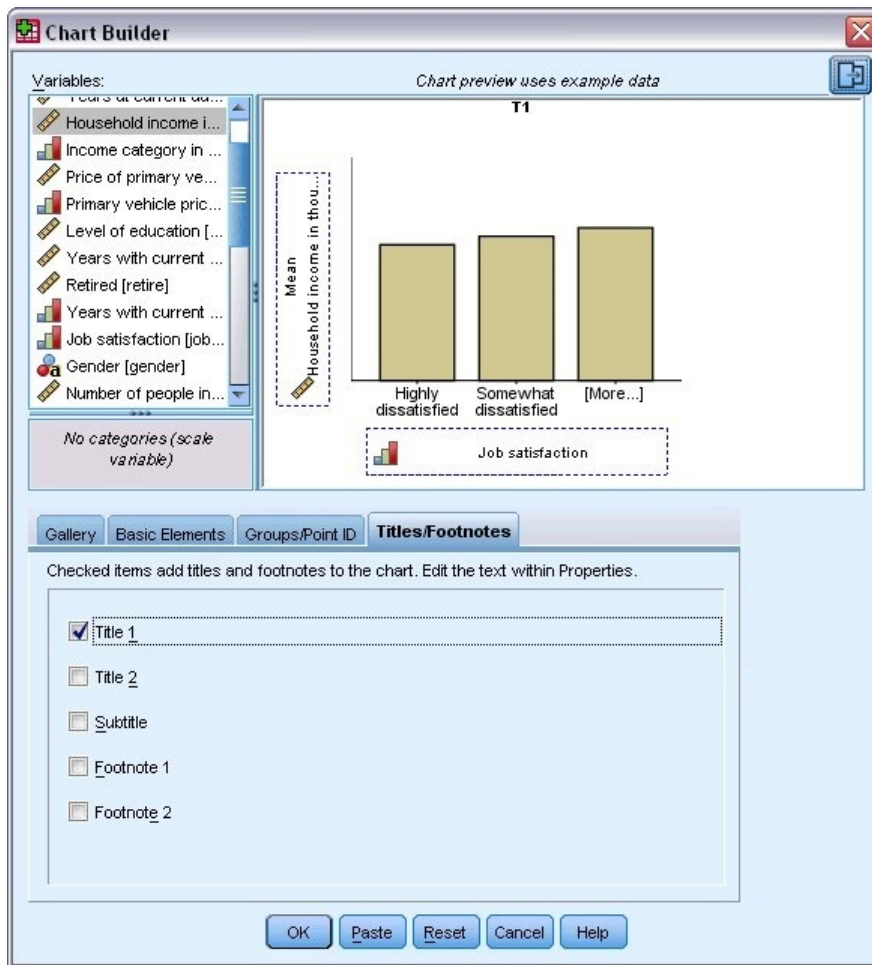 Chart Builder
Variables:
Chart preview uses example data
Years at current ad...
Household income i...
Income category in ...
Price of primary ve...
Primary vehicle pric...
Level of education [...
Years with current ...
Retired [retire]
Years with current ...
Job satisfaction [job...
Gender [gender]
Number of people in...
No categories (scale
variable)
T1
Mean
Household income in thou...
Highly
dissatisfied
Somewhat
dissatisfied
[More...]
Job satisfaction
Gallery
Basic Elements
Groups/Point ID
Titles/Footnotes
Checked items add titles and footnotes to the chart. Edit the text within Properties.
Title 1
Title 2
Subtitle
Footnote 1
Footnote 2
OK
Paste
Reset
Cancel
Help